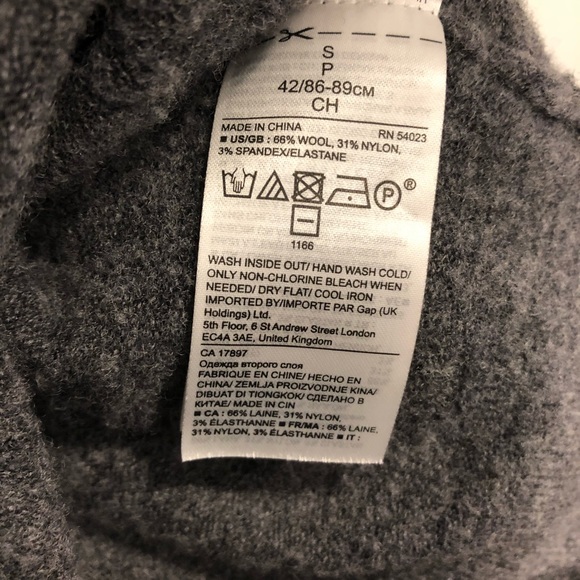 S
P
42/86-89CM
CH
MADE IN CHINA RN 54023
■ US/GB : 66% WOOL, 31% NYLON,
3% SPANDEX/ELASTANE
P ®
1166
WASH INSIDE OUT/ HAND WASH COLD/
ONLY NON-CHLORINE BLEACH WHEN
NEEDED/ DRY FLAT/ COOL IRON
IMPORTED BY/IMPORTE PAR Gap (UK
Holdings) Ltd.
5th Floor, 6 St Andrew Street London
EC4A 3AE, United Kingdom
CA 17897
Одежда второго слоя
FABRIQUE EN CHINE/ HECHO EN
CHINA/ ZEMLJA PROIZVODNJE KINA/
DIBUAT DI TIONGKOK/ СДЕЛАНО В
КИТАЕ/ MADE IN CIN
■ CA : 66% LAINE, 31% NYLON,
3% ÉLASTHANNE ■ FR/MA : 66% LAINE,
31% NYLON, 3% ÉLASTHANNE ■ IT :